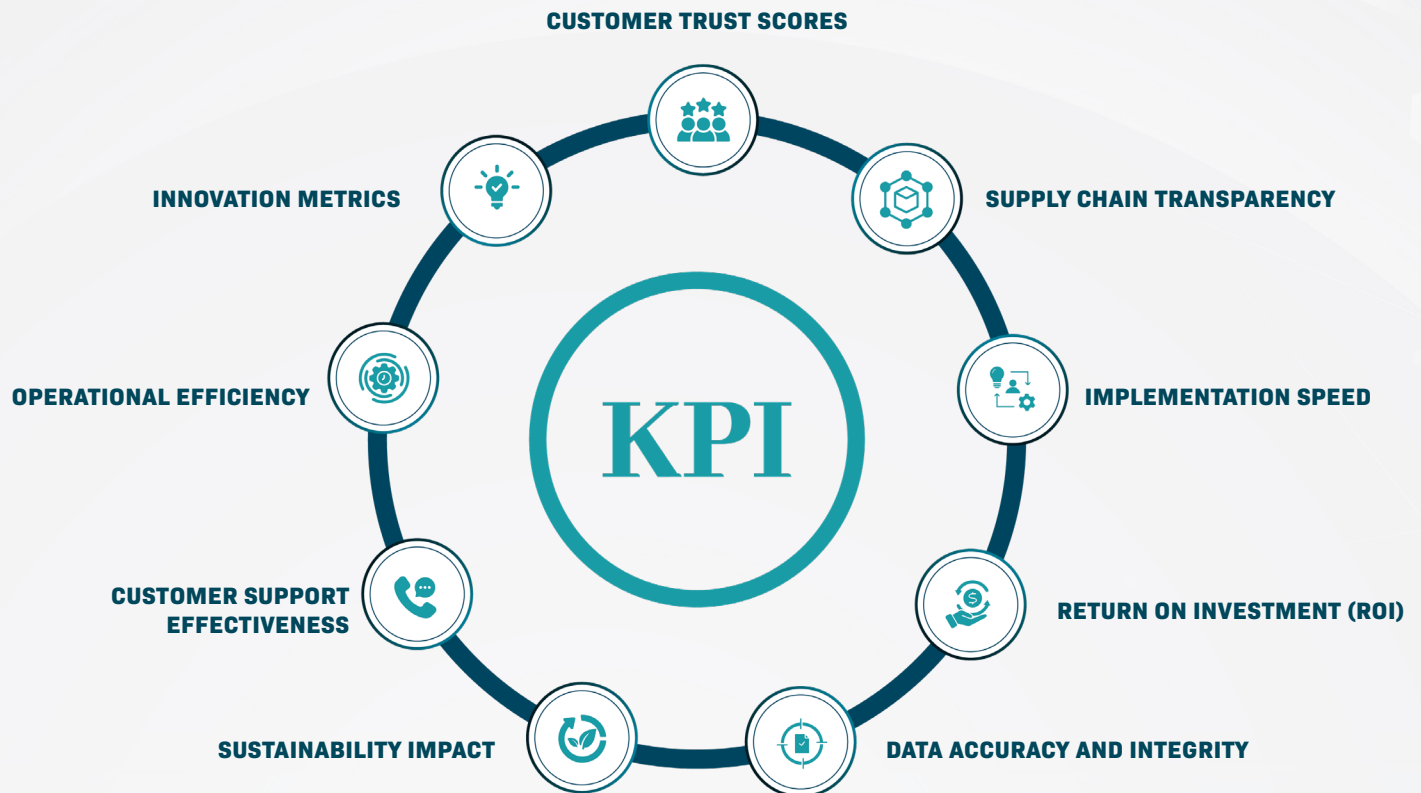 CUSTOMER TRUST SCORES
INNOVATION METRICS
SUPPLY CHAIN TRANSPARENCY
OPERATIONAL EFFICIENCY
KPI
IMPLEMENTATION SPEED
CUSTOMER SUPPORT
EFFECTIVENESS
RETURN ON INVESTMENT (ROI)
SUSTAINABILITY IMPACT
DATA ACCURACY AND INTEGRITY